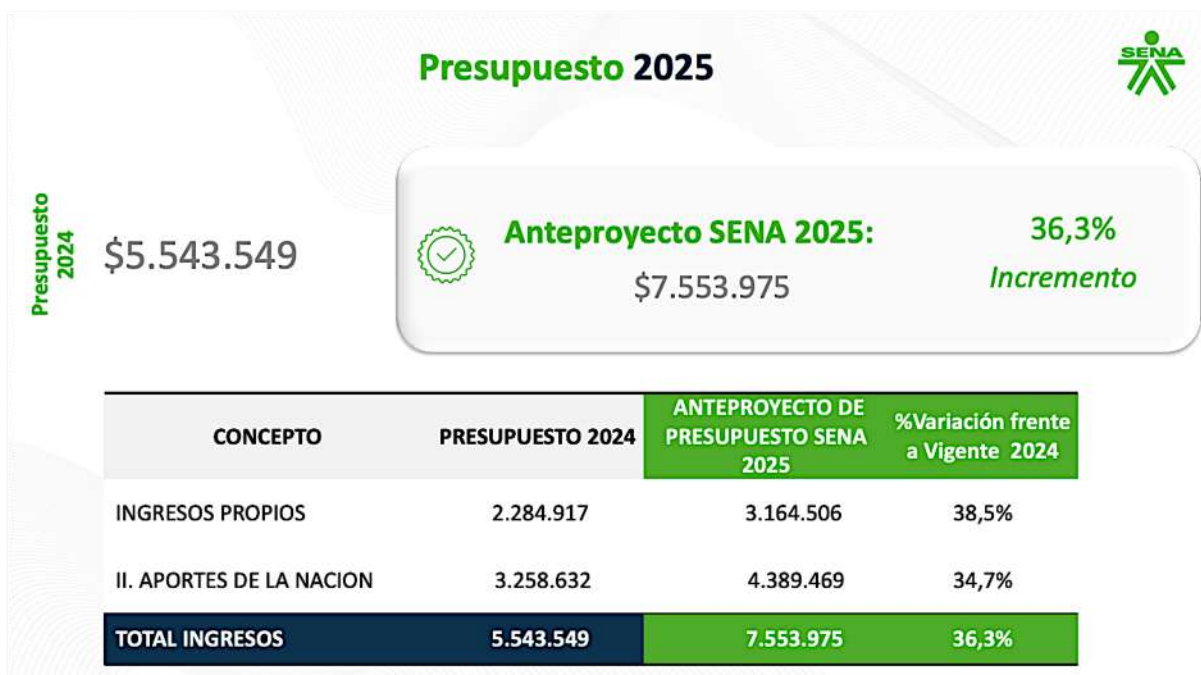 Presupuesto 2025
SENA
Presupuesto
2024
$5.543.549
Anteproyecto SENA 2025:
$7.553.975
36,3%
Incremento
CONCEPTO
PRESUPUESTO 2024
ANTEPROYECTO DE
PRESUPUESTO SENA
2025
%Variación frente
a Vigente 2024
INGRESOS PROPIOS 2.284.917 3.164.506 38,5%
II. APORTES DE LA NACION 3.258.632 4.389.469 34,7%
TOTAL INGRESOS 5.543.549 7.553.975 36,3%